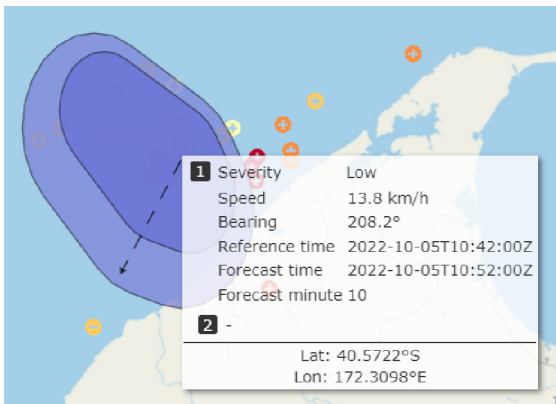 1 Severity Low
Speed 13.8 km/h
Bearing 208.2°
Reference time 2022-10-05T10:42:00Z
Forecast time 2022-10-05T10:52:00Z
Forecast minute 10
2 -
Lat: 40.5722°S
Lon: 172.3098°E